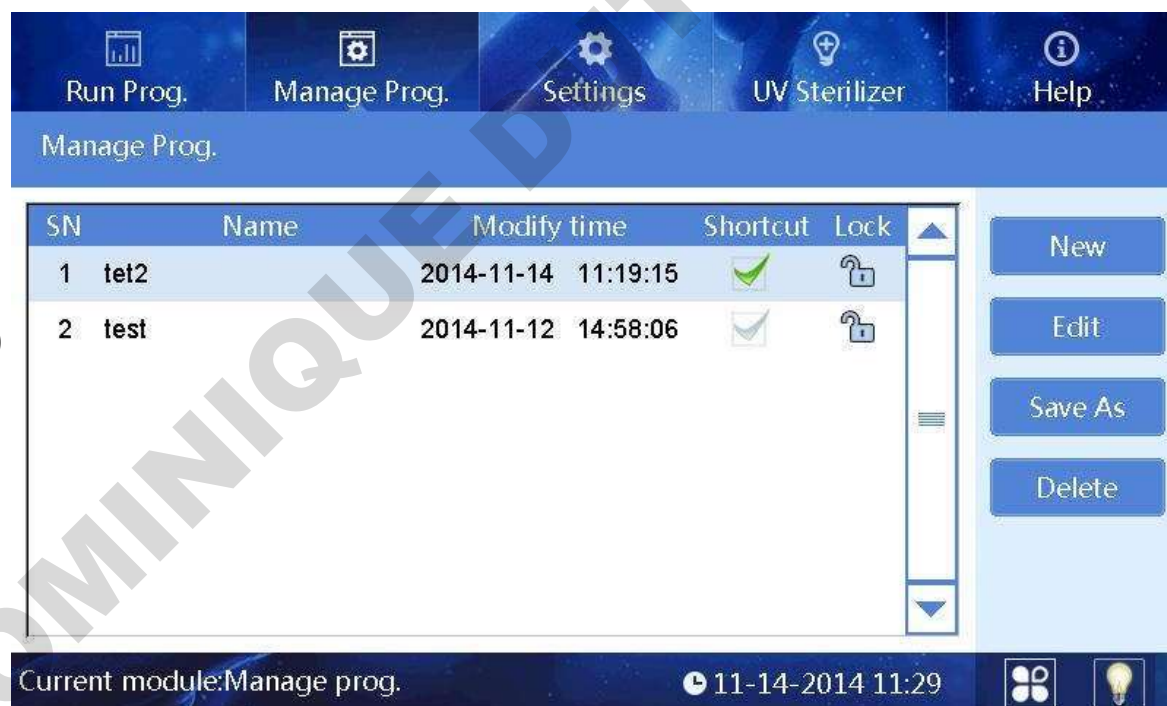 Run Prog. Manage Prog. Settings UV Sterilizer Help
Manage Prog.
SN Name Modify time Shortcut Lock
1 tet2 2014-11-14 11:19:15
2 test 2014-11-12 14:58:06
New
Edit
Save As
Delete
Current module:Manage prog. 11-14-2014 11:29